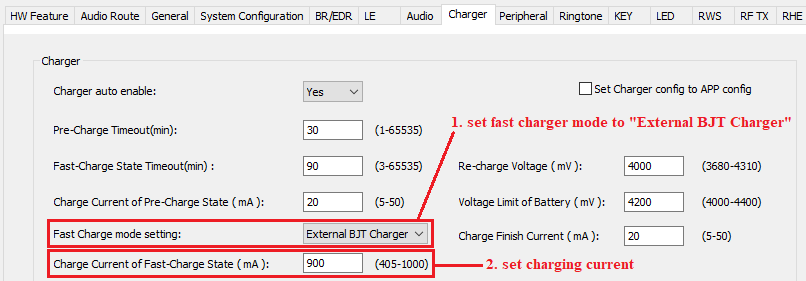 HW Feature Audio Route General System Configuration BR/EDR LE Audio Charger Peripheral Ringtone KEY LED RWS RF TX RHE
Charger
Charger auto enable: Yes Set Charger config to APP config
1. set fast charger mode to "External BJT Charger"
Pre-Charge Timeout(min): 30 (1-65535)
Fast-Charge State Timeout(min) : 90 (3-65535) Re-charge Voltage ( mV ): 4000 (3680-4310)
Charge Current of Pre-Charge State ( mA ): 20 (5-50) Voltage Limit of Battery ( mV ): 4200 (4000-4400)
Fast Charge mode setting: External BJT Charger Charge Finish Current ( mA ): 20 (5-50)
Charge Current of Fast-Charge State ( mA ): 900 (405-1000) 2. set charging current